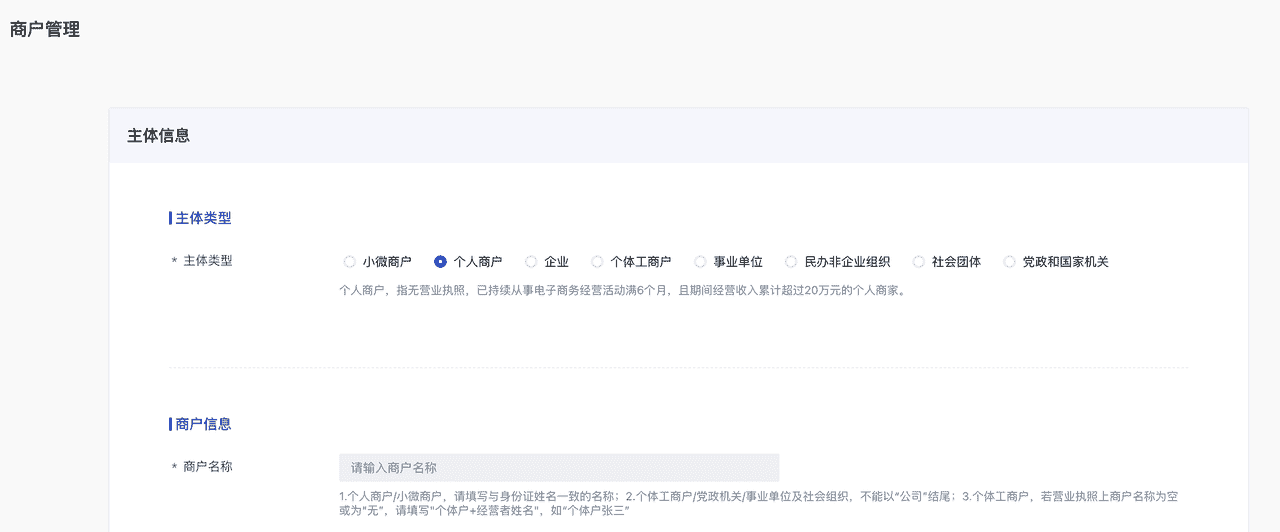 商户管理
主体信息
主体类型
* 主体类型
小微商户 个人商户 企业 个体工商户 事业单位 民办非企业组织 社会团体 党政和国家机关
个人商户，指无营业执照，已持续从事电子商务经营活动满6个月，且期间经营收入累计超过20万元的个人商家。
商户信息
* 商户名称
请输入商户名称
1.个人商户/小微商户，请填写与身份证姓名一致的名称；2.个体工商户/党政机关/事业单位及社会组织，不能以“公司”结尾；3.个体工商户，若营业执照上商户名称为空
或为“无”，请填写"个体户+经营者姓名"，如“个体户张三”